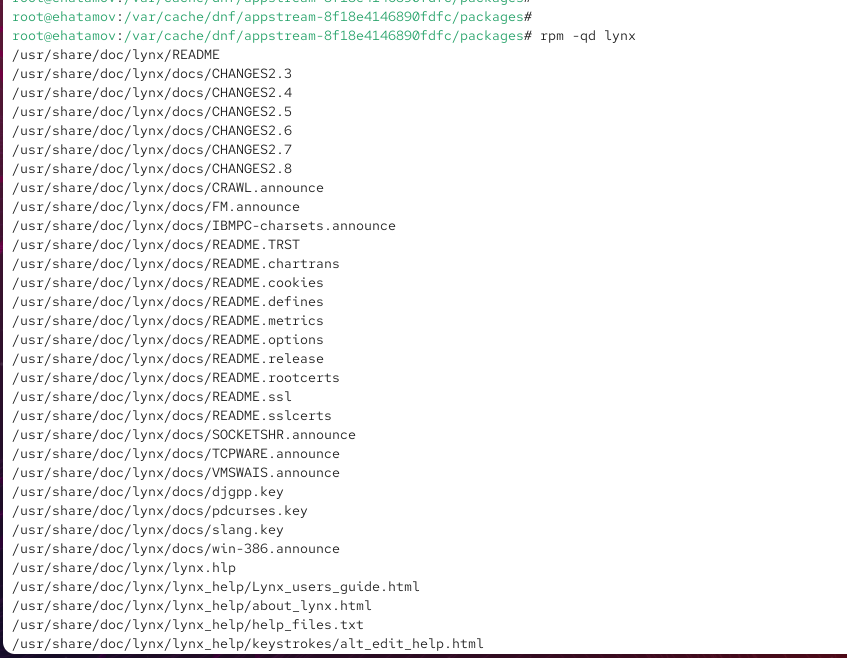 root@ehatamov:/var/cache/dnf/appstream-8f18e4146890fdfc/packages#
root@ehatamov:/var/cache/dnf/appstream-8f18e4146890fdfc/packages#
root@ehatamov:/var/cache/dnf/appstream-8f18e4146890fdfc/packages# rpm -qd lynx
/usr/share/doc/lynx/README
/usr/share/doc/lynx/docs/CHANGES2.3
/usr/share/doc/lynx/docs/CHANGES2.4
/usr/share/doc/lynx/docs/CHANGES2.5
/usr/share/doc/lynx/docs/CHANGES2.6
/usr/share/doc/lynx/docs/CHANGES2.7
/usr/share/doc/lynx/docs/CHANGES2.8
/usr/share/doc/lynx/docs/CRAWL.announce
/usr/share/doc/lynx/docs/FM.announce
/usr/share/doc/lynx/docs/IBMPC-charsets.announce
/usr/share/doc/lynx/docs/README.TRST
/usr/share/doc/lynx/docs/README.chartrans
/usr/share/doc/lynx/docs/README.cookies
/usr/share/doc/lynx/docs/README.defines
/usr/share/doc/lynx/docs/README.metrics
/usr/share/doc/lynx/docs/README.options
/usr/share/doc/lynx/docs/README.release
/usr/share/doc/lynx/docs/README.rootcerts
/usr/share/doc/lynx/docs/README.ssl
/usr/share/doc/lynx/docs/README.sslcerts
/usr/share/doc/lynx/docs/SOCKETSHR.announce
/usr/share/doc/lynx/docs/TCPWARE.announce
/usr/share/doc/lynx/docs/VMSWAIS.announce
/usr/share/doc/lynx/docs/djgpp.key
/usr/share/doc/lynx/docs/pdcurses.key
/usr/share/doc/lynx/docs/slang.key
/usr/share/doc/lynx/docs/win-386.announce
/usr/share/doc/lynx/lynx.hlp
/usr/share/doc/lynx/lynx_help/Lynx_users_guide.html
/usr/share/doc/lynx/lynx_help/about_lynx.html
/usr/share/doc/lynx/lynx_help/help_files.txt
/usr/share/doc/lynx/lynx_help/keystrokes/alt_edit_help.html